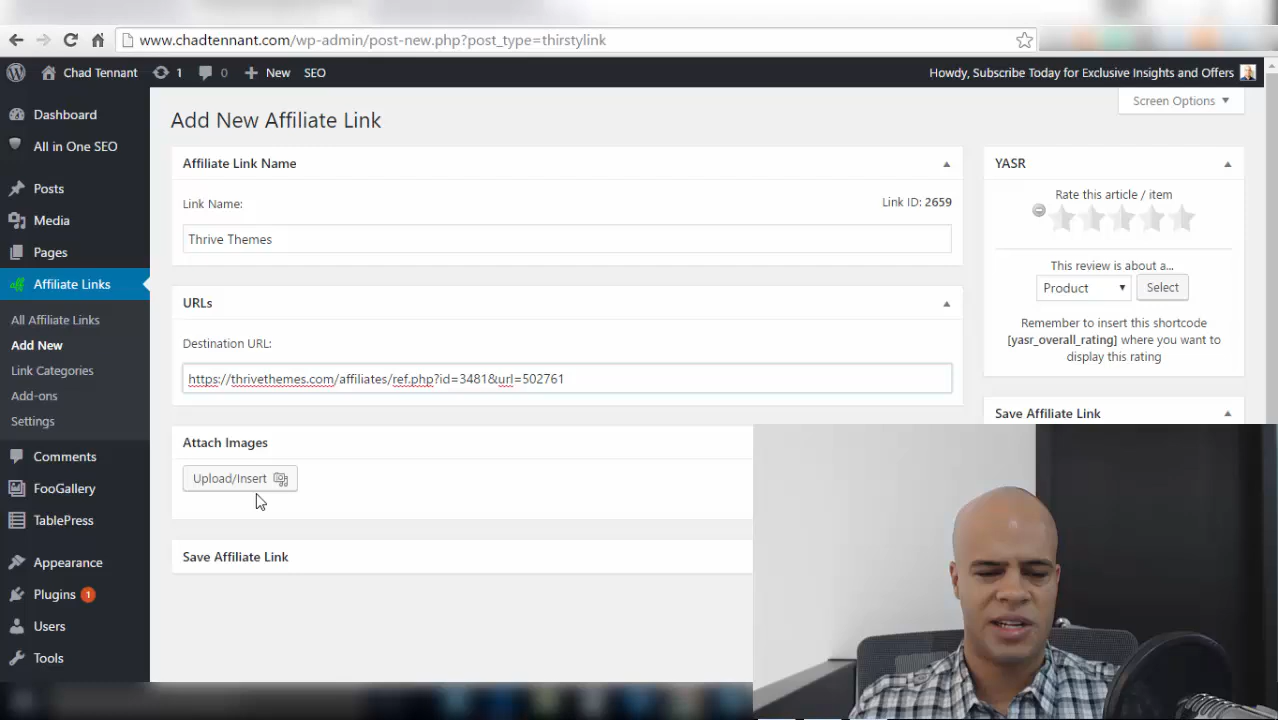 www.chadtennant.com/wp-admin/post-new.php?post_type=thirstylink
Chad Tennant
1
0
New
SEO
Howdy, Subscribe Today for Exclusive Insights and Offers
Dashboard
All in One SEO
Posts
Media
Pages
Affiliate Links
All Affiliate Links
Add New
Link Categories
Add-ons
Settings
Comments
FooGallery
TablePress
Appearance
Plugins 1
Users
Tools
Screen Options
Add New Affiliate Link
Affiliate Link Name
Link Name:
Link ID: 2659
Thrive Themes
URLs
Destination URL:
https://thrivethemes.com/affiliates/ref.php?id=3481&url=502761
Attach Images
Upload/Insert
Save Affiliate Link
YASR
Rate this article / item
This review is about a...
Product
Select
Remember to insert this shortcode
[yasr_overall_rating] where you want to
display this rating
Save Affiliate Link